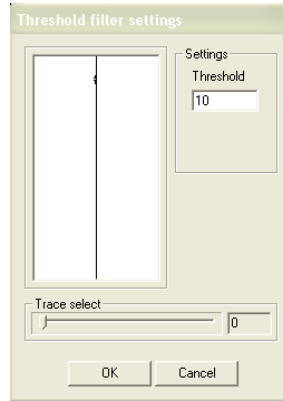 Threshold filter settings
Settings
Threshold
10
Trace select
0
OK Cancel